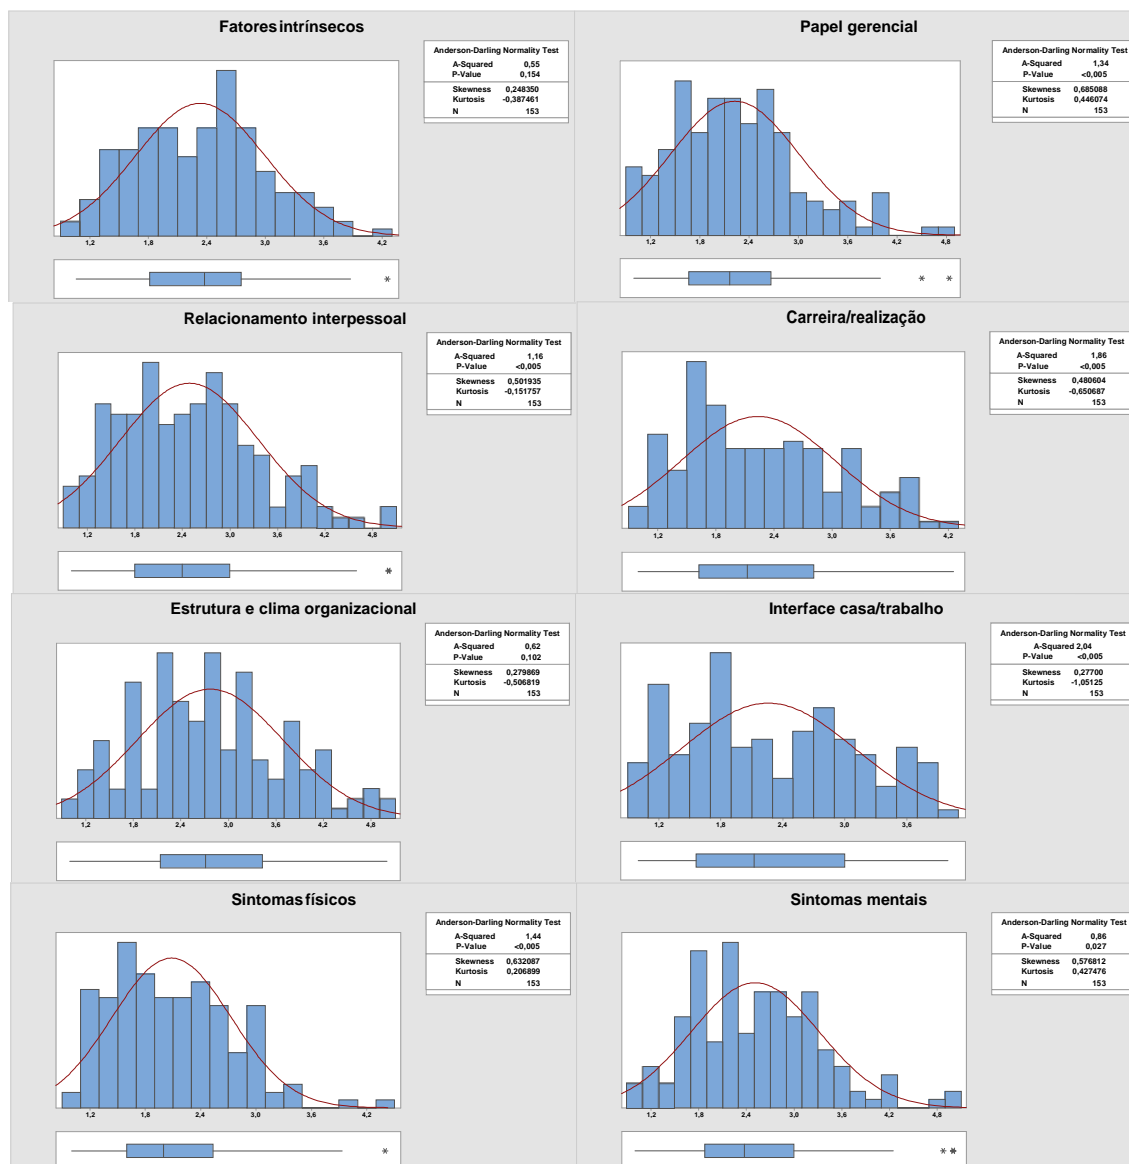 Fatores intrínsecos
Anderson-Darling Normality Test
A-Squared 0,55
P-Value 0,154
Skewness 0,248350
Kurtosis -0,387461
N 153
1,2 1,8 2,4 3,0 3,6 4,2
*
Papel gerencial
Anderson-Darling Normality Test
A-Squared 1,34
P-Value <0,005
Skewness 0,685088
Kurtosis 0,446074
N 153
1,2 1,8 2,4 3,0 3,6 4,2 4,8
* *
Relacionamento interpessoal
Anderson-Darling Normality Test
A-Squared 1,16
P-Value <0,005
Skewness 0,501935
Kurtosis -0,151757
N 153
1,2 1,8 2,4 3,0 3,6 4,2 4,8
*
Carreira/realização
Anderson-Darling Normality Test
A-Squared 1,86
P-Value <0,005
Skewness 0,480604
Kurtosis -0,650687
N 153
1,2 1,8 2,4 3,0 3,6 4,2
Estrutura e clima organizacional
Anderson-Darling Normality Test
A-Squared 0,62
P-Value 0,102
Skewness 0,279869
Kurtosis -0,506819
N 153
1,2 1,8 2,4 3,0 3,6 4,2 4,8
Interface casa/trabalho
Anderson-Darling Normality Test
A-Squared 2,04
P-Value <0,005
Skewness 0,27700
Kurtosis -1,05125
N 153
1,2 1,8 2,4 3,0 3,6
Sintomas físicos
Anderson-Darling Normality Test
A-Squared 1,44
P-Value <0,005
Skewness 0,632087
Kurtosis 0,206899
N 153
1,2 1,8 2,4 3,0 3,6 4,2
*
Sintomas mentais
Anderson-Darling Normality Test
A-Squared 0,86
P-Value 0,027
Skewness 0,576812
Kurtosis 0,427476
N 153
1,2 1,8 2,4 3,0 3,6 4,2 4,8
* *